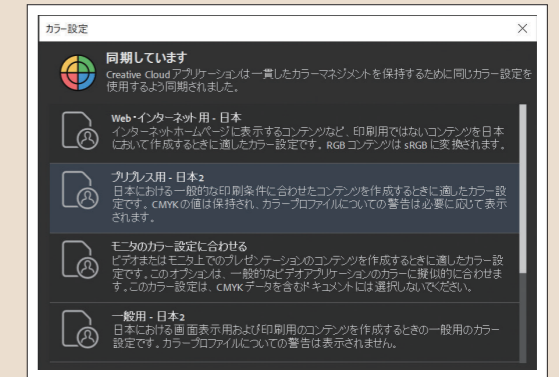 カラー設定
同期しています
Creative Cloud アプリケーションは一貫したカラーマネジメントを保持するために同じカラー設定を
使用するよう同期されました。
Web・インターネット用 - 日本
インターネットホームページに表示するコンテンツなど、印刷用ではないコンテンツを日本
において作成するときに適したカラー設定です。RGB コンテンツは sRGB に変換されます。
プリプレス用 - 日本2
日本における一般的な印刷条件に合わせたコンテンツを作成するときに適したカラー設
定です。CMYK の値は保持され、カラープロファイルについての警告は必要に応じて表示
されます。
モニタのカラー設定に合わせる
ビデオまたはモニタ上でのプレゼンテーションのコンテンツを作成するときに適したカラー設
定です。このオプションは、一般的なビデオアプリケーションのカラーに擬似的に合わせま
す。このカラー設定は、CMYK データを含むドキュメントには選択しないでください。
一般用 - 日本2
日本における画面表示用および印刷用のコンテンツを作成するときの一般用のカラー
設定です。カラープロファイルについての警告は表示されません。